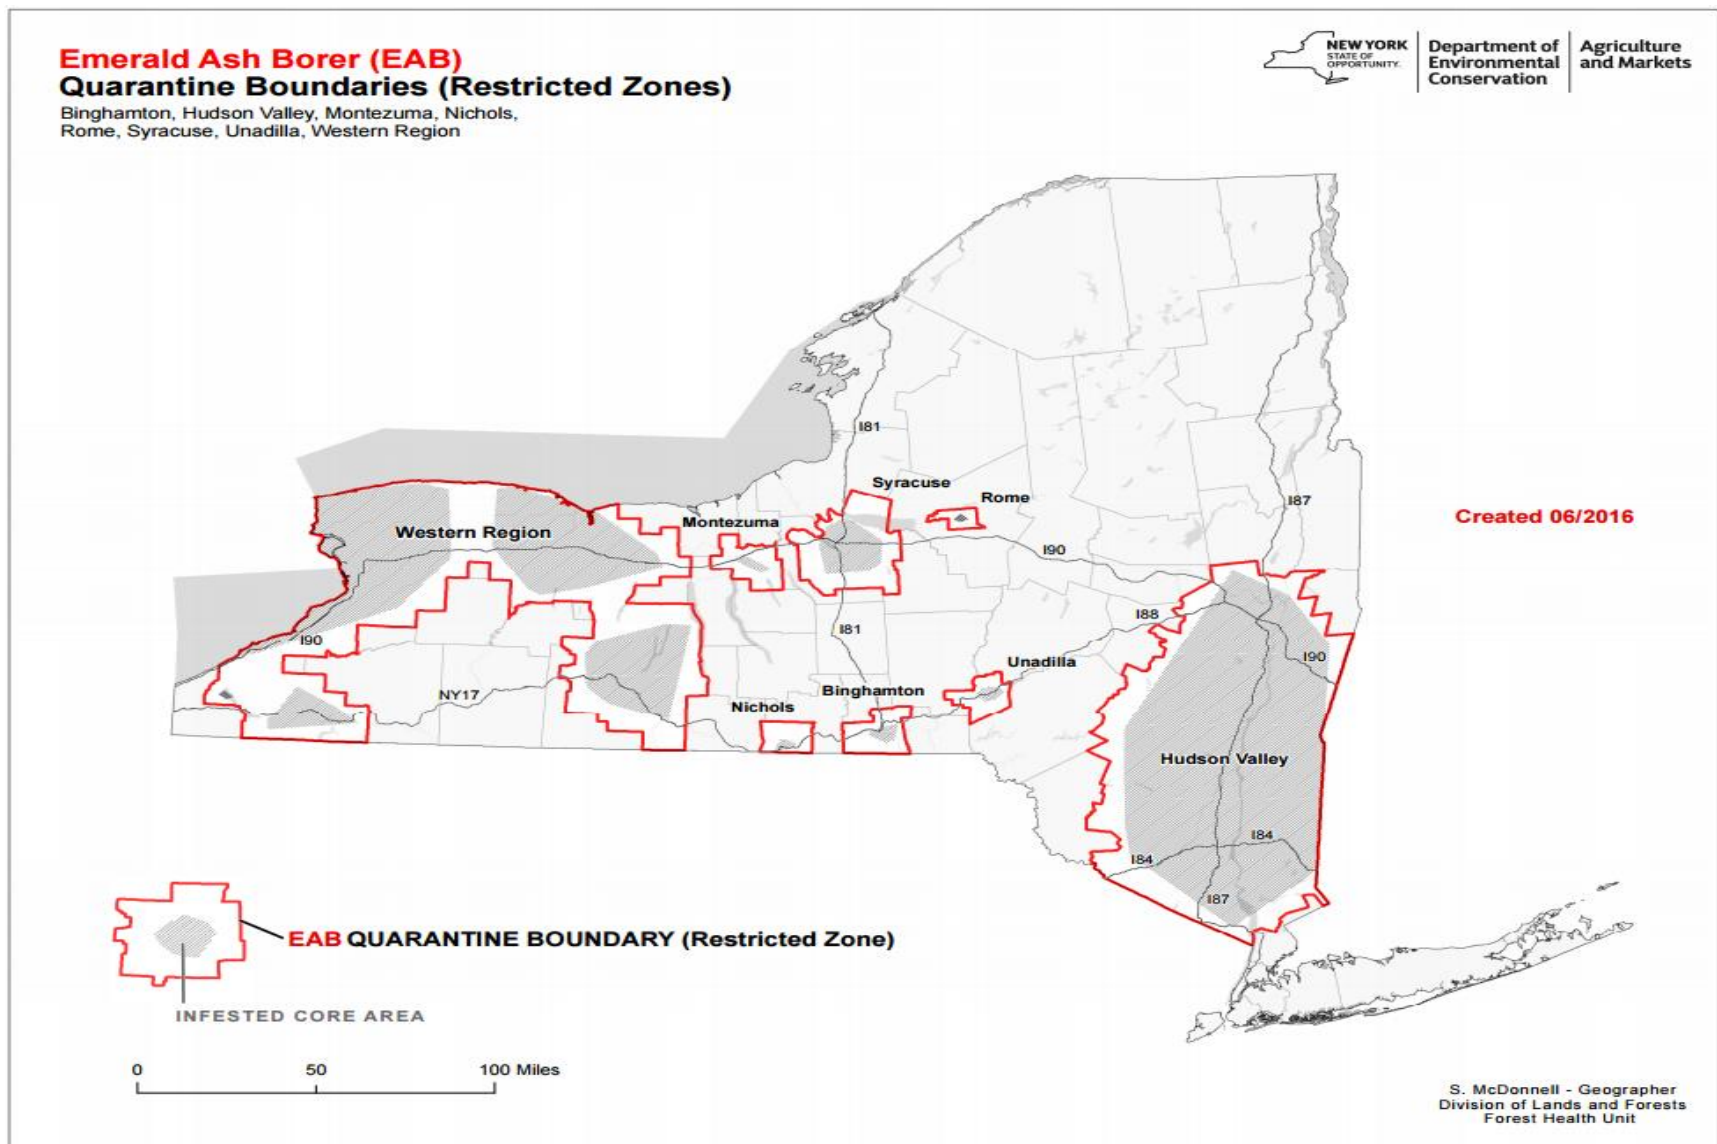 Emerald Ash Borer (EAB)
Quarantine Boundaries (Restricted Zones)
Binghamton, Hudson Valley, Montezuma, Nichols,
Rome, Syracuse, Unadilla, Western Region
NEW YORK
STATE OF
OPPORTUNITY.
Department of
Environmental
Conservation
Agriculture
and Markets
I81
Syracuse
Rome
I87
Montezuma
Western Region
Created 06/2016
I90
I88
I81
I90
Unadilla
I90
NY17
Binghamton
Nichols
Hudson Valley
I84
I84
I87
EAB QUARANTINE BOUNDARY (Restricted Zone)
INFESTED CORE AREA
0 50 100 Miles
S. McDonnell - Geographer
Division of Lands and Forests
Forest Health Unit